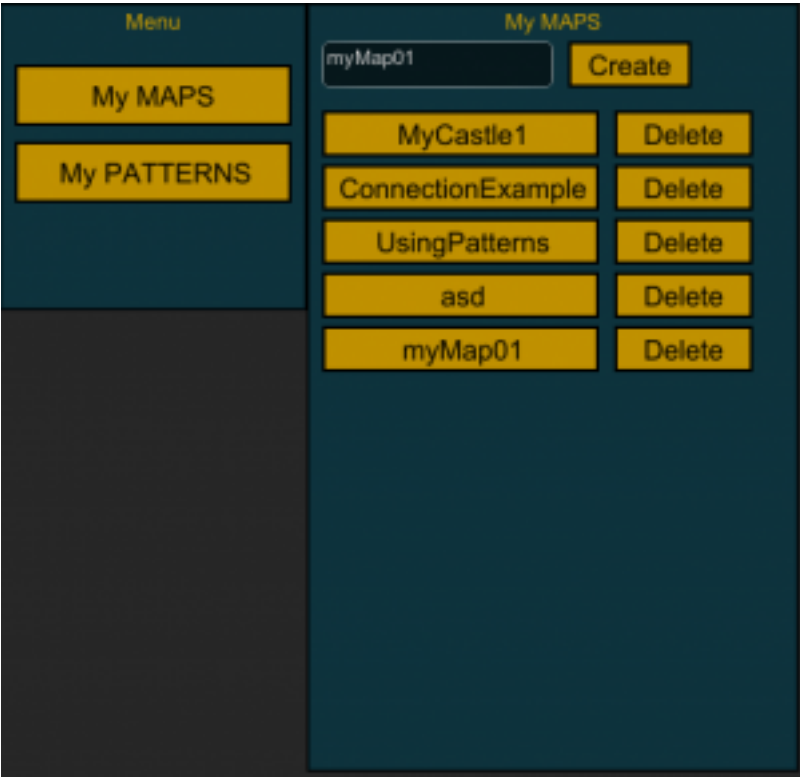 Menu
My MAPS
My PATTERNS
My MAPS
myMap01
Create
MyCastle1 Delete
ConnectionExample Delete
UsingPatterns Delete
asd Delete
myMap01 Delete